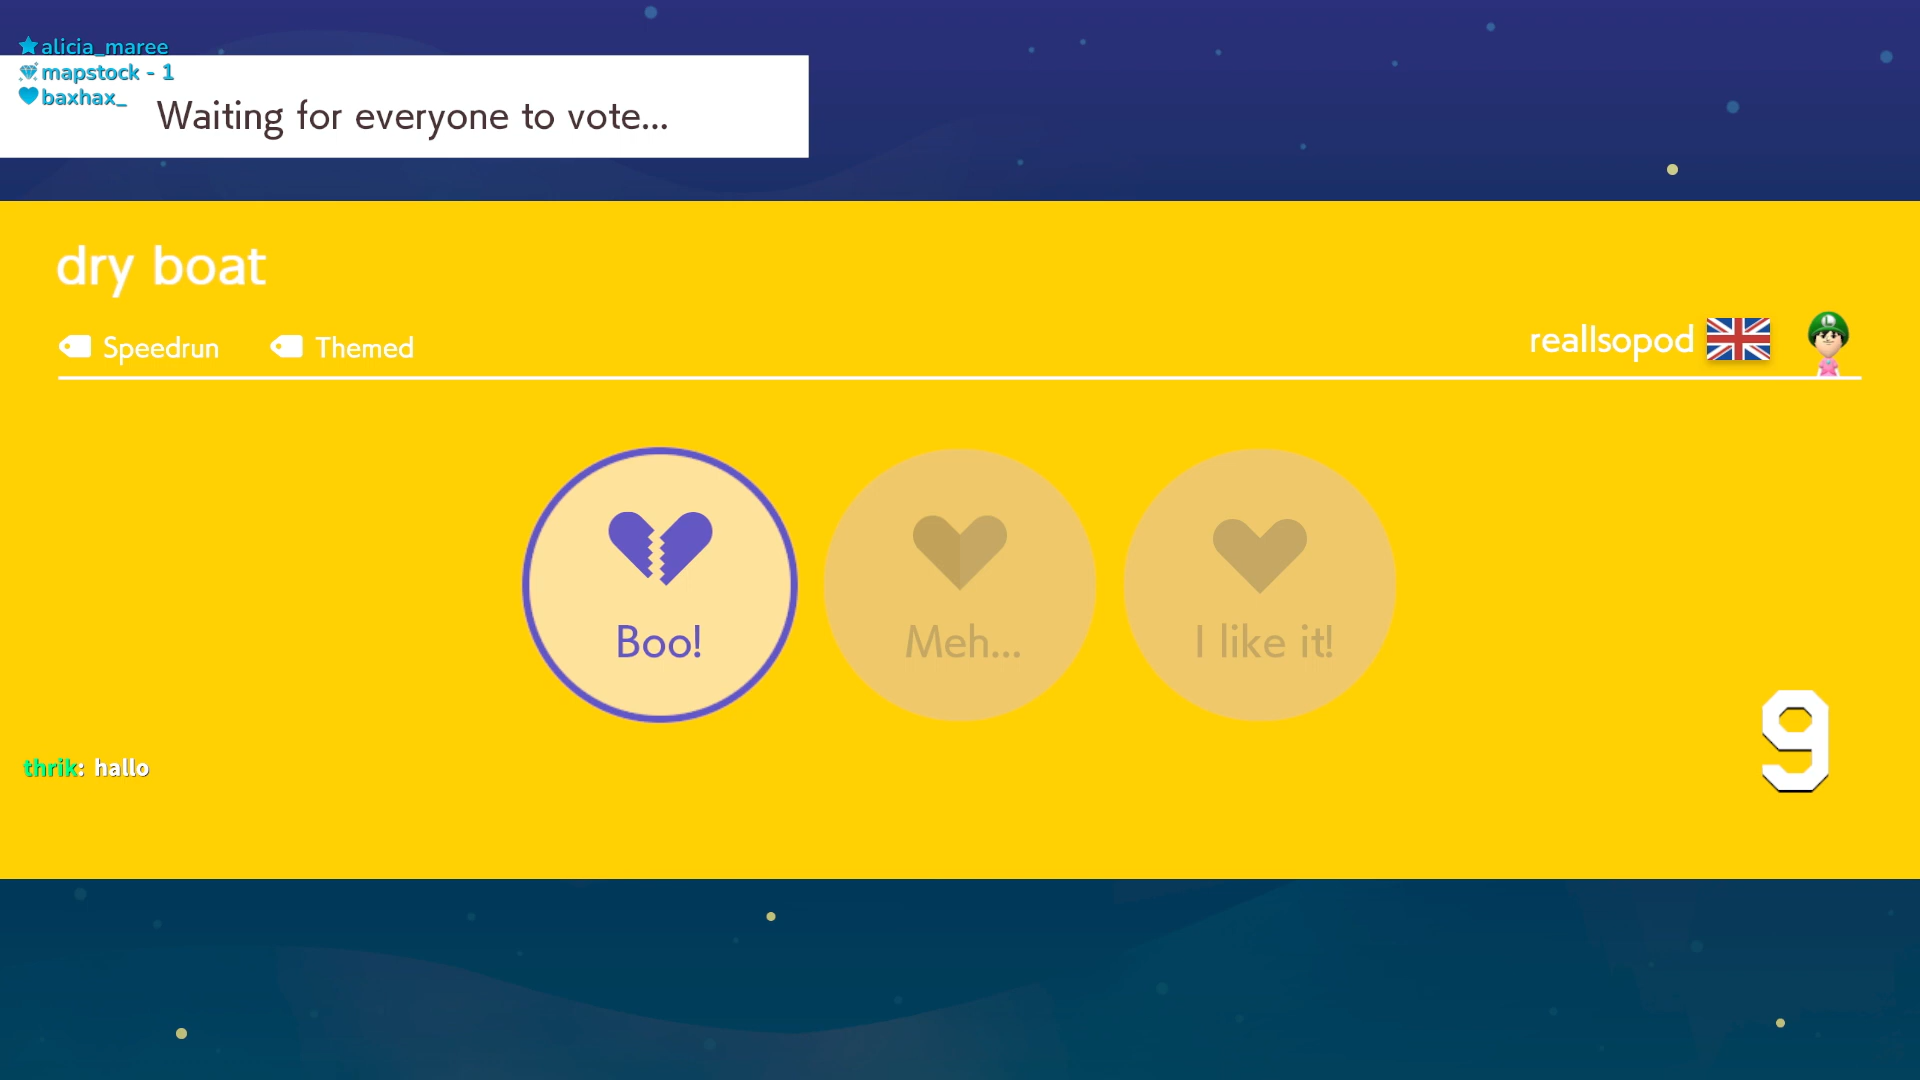 alicia_maree
mapstock - 1
baxhax_
Waiting for everyone to vote...
dry boat
Speedrun
Themed
reallsopod
L
Boo!
Meh...
I like it!
9
thrik: hallo